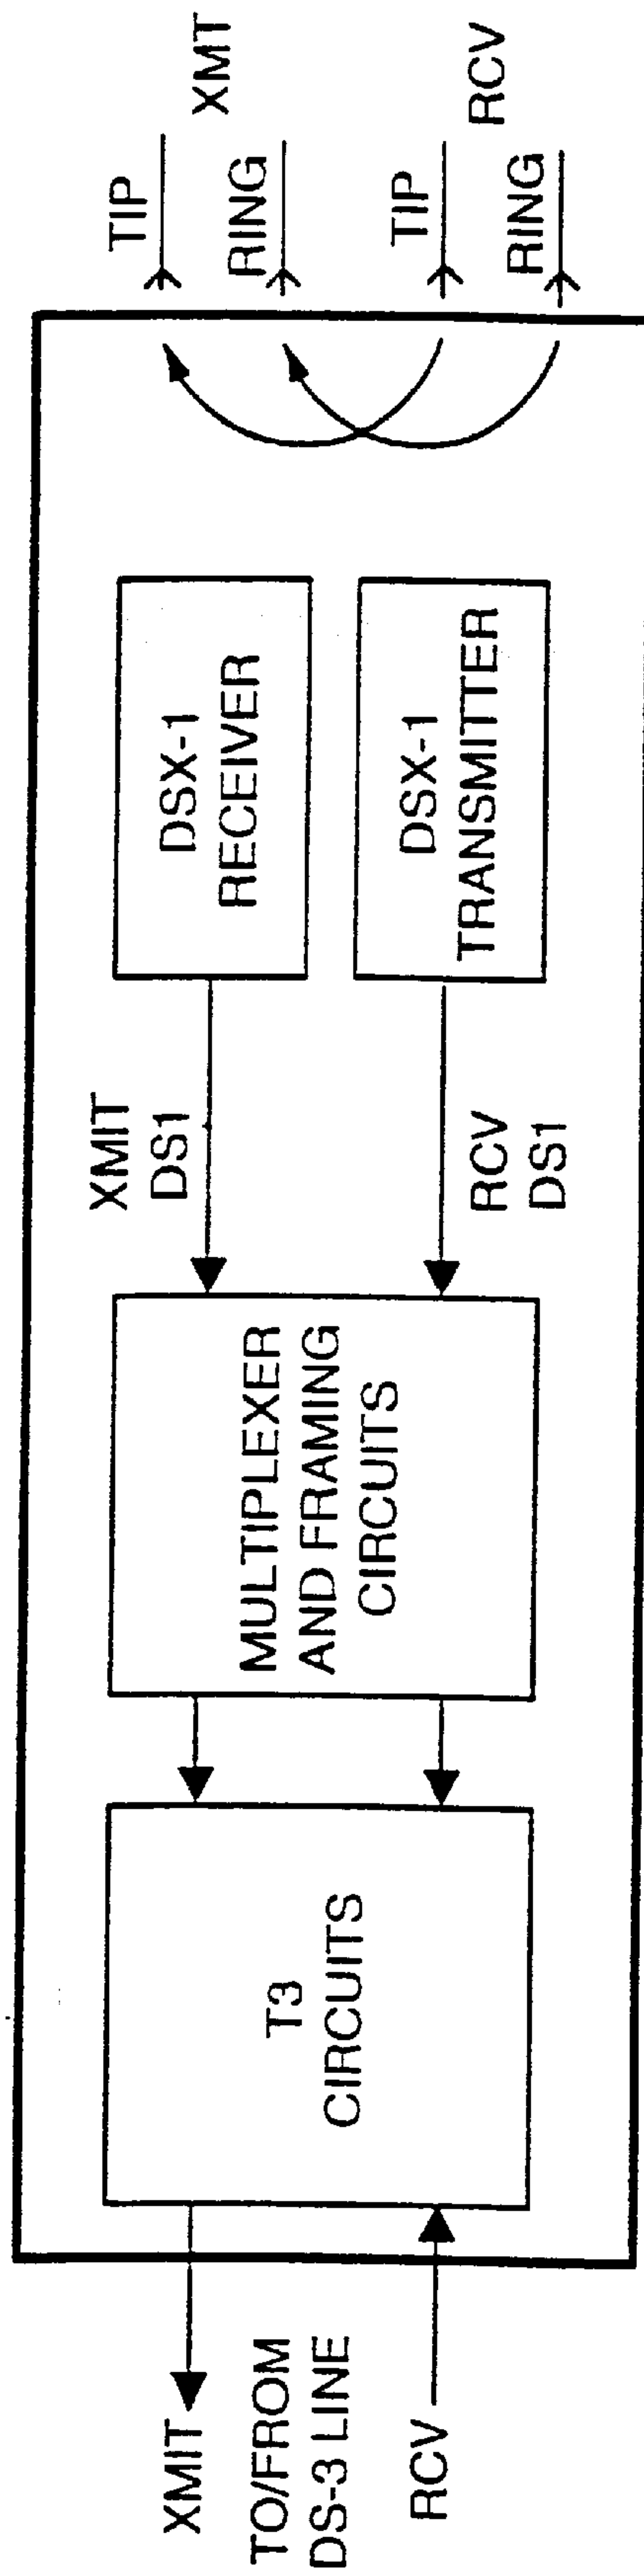 XMIT
TO/FROM
DS-3 LINE
RCV
T3
CIRCUITS
MULTIPLEXER
AND FRAMING
CIRCUITS
XMIT
DS1
RCV
DS1
DSX-1
RECEIVER
DSX-1
TRANSMITTER
TIP
XMT
RING
TIP
RCV
RING